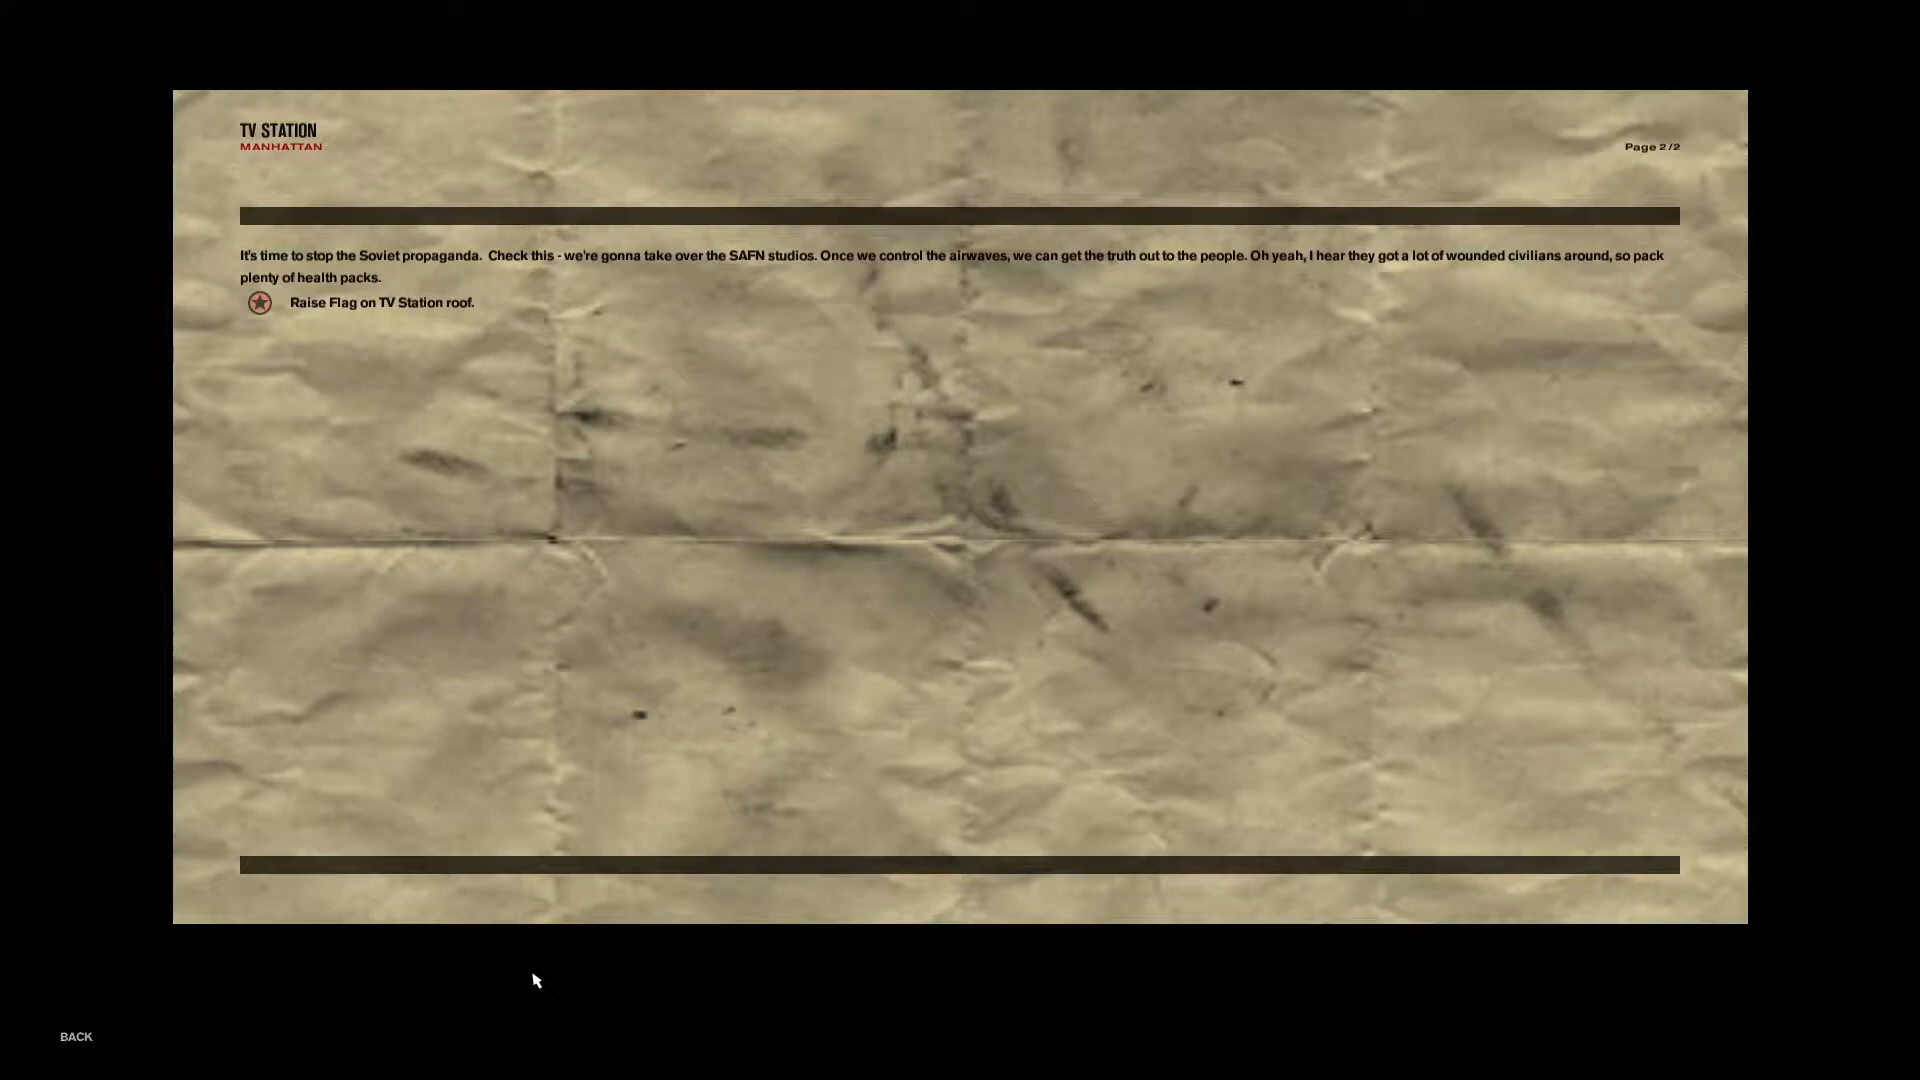 TV STATION
MANHATTAN
Page 2/2
It's time to stop the Soviet propaganda.  Check this - we're gonna take over the SAFN studios. Once we control the airwaves, we can get the truth out to the people. Oh yeah, I hear they got a lot of wounded civilians around, so pack
plenty of health packs.
Raise Flag on TV Station roof.
BACK